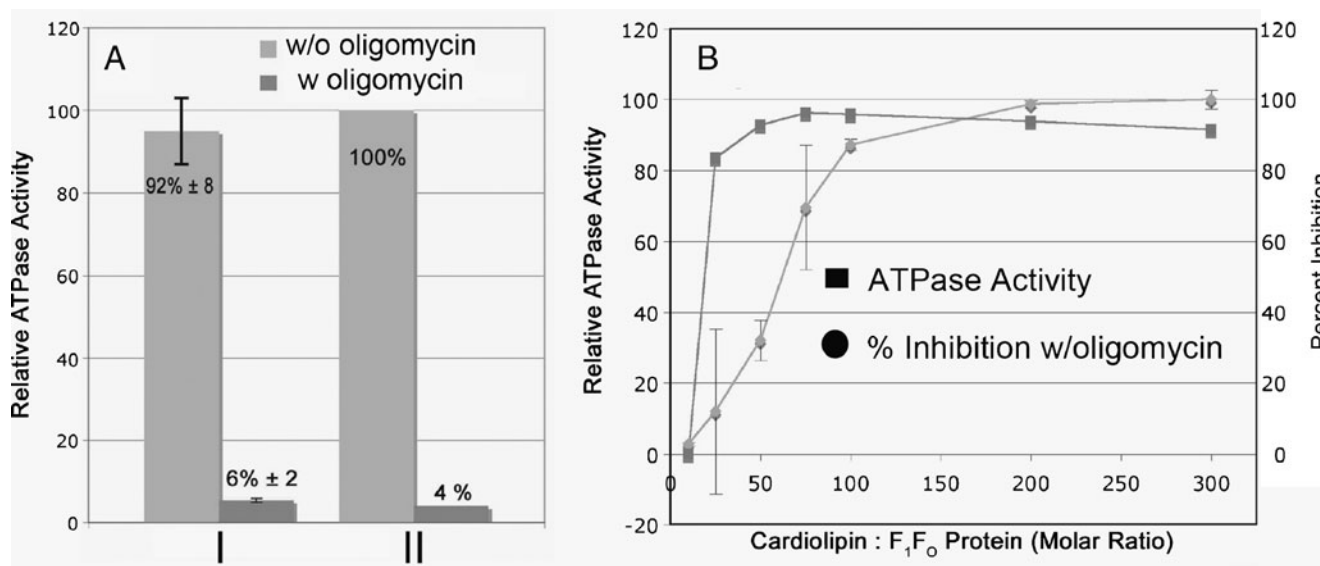 A
w/o oligomycin
w oligomycin
Relative ATPase Activity
120
100
80
60
40
20
0
92% ± 8
6% ± 2
100%
4 %
I
II
B
Relative ATPase Activity
120
100
80
60
40
20
0
-20
ATPase Activity
% Inhibition w/oligomycin
0
50
100
150
200
250
300
Cardiolipin : F₁Fₒ Protein (Molar Ratio)
120
100
80
60
40
20
0
Percent Inhibition